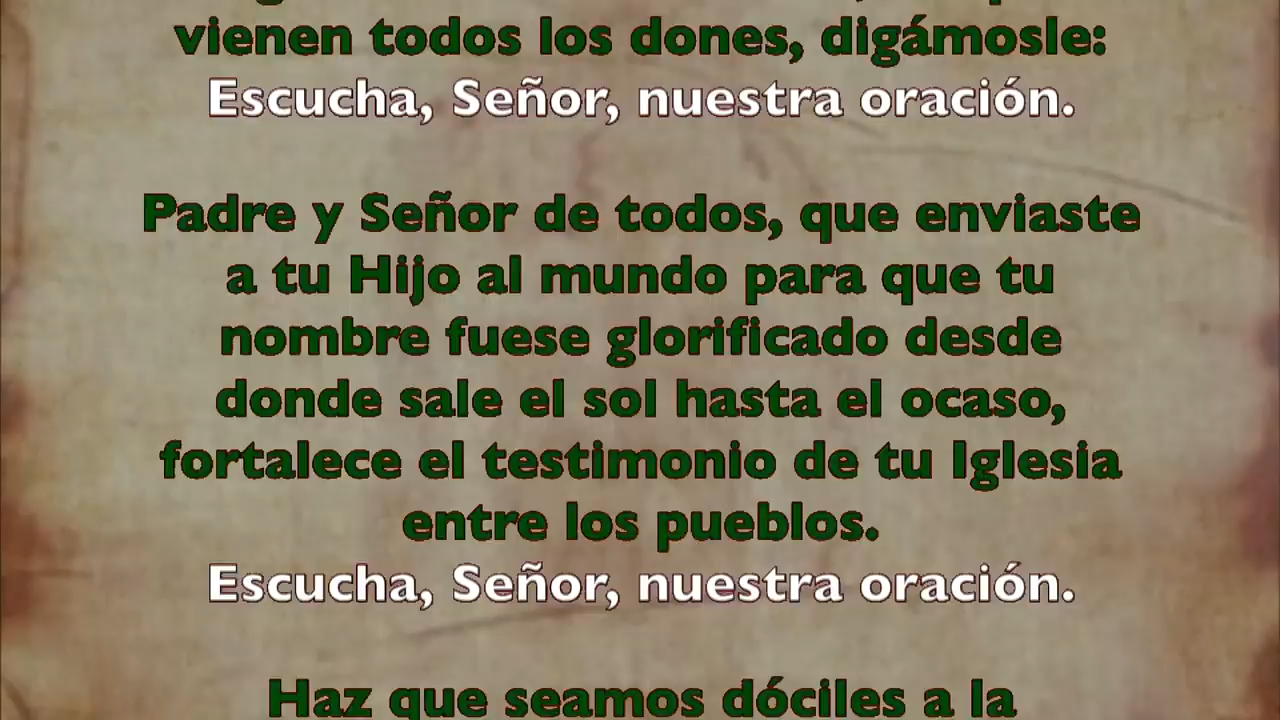 vienen todos los dones, digámosle:
Escucha, Señor, nuestra oración.
Padre y Señor de todos, que enviaste
a tu Hijo al mundo para que tu
nombre fuese glorificado desde
donde sale el sol hasta el ocaso,
fortalece el testimonio de tu Iglesia
entre los pueblos.
Escucha, Señor, nuestra oración.
Haz que seamos dóciles a la